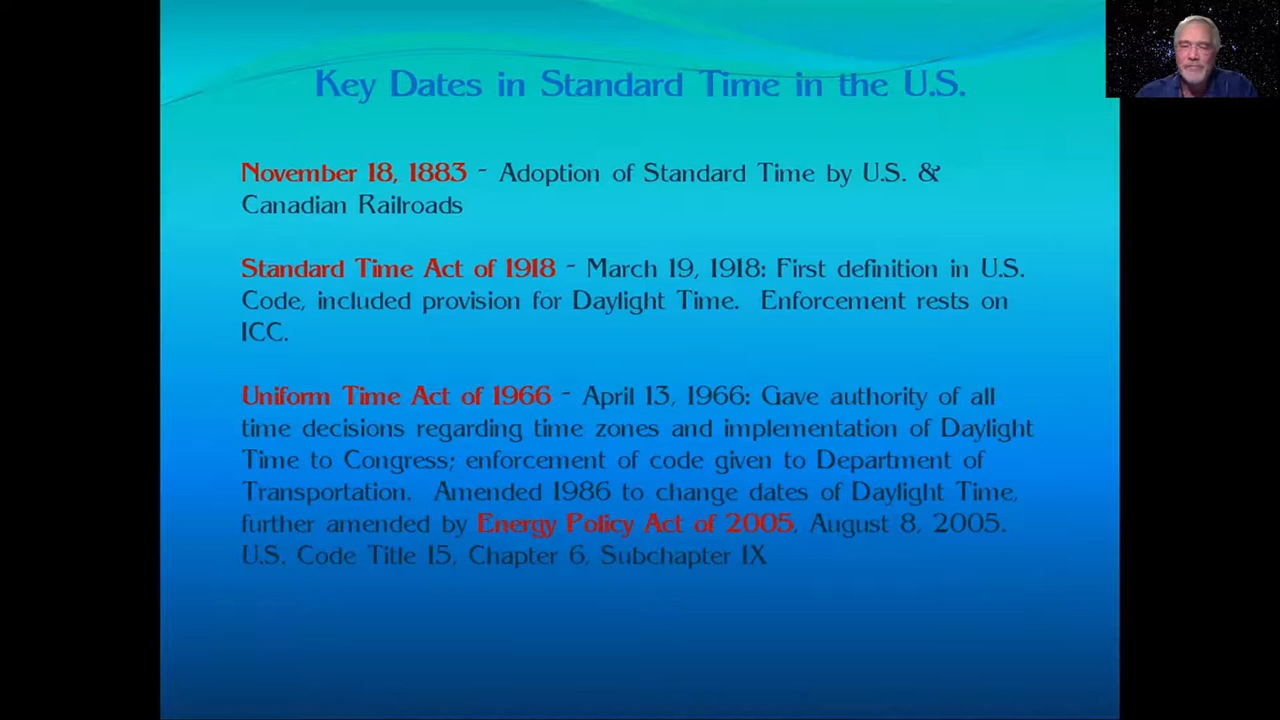 Key Dates in Standard Time in the U.S.
November 18, 1883 - Adoption of Standard Time by U.S. &
Canadian Railroads
Standard Time Act of 1918 - March 19, 1918: First definition in U.S.
Code, included provision for Daylight Time. Enforcement rests on
ICC.
Uniform Time Act of 1966 - April 13, 1966: Gave authority of all
time decisions regarding time zones and implementation of Daylight
Time to Congress; enforcement of code given to Department of
Transportation. Amended 1986 to change dates of Daylight Time,
further amended by Energy Policy Act of 2005, August 8, 2005.
U.S. Code Title 15, Chapter 6, Subchapter IX